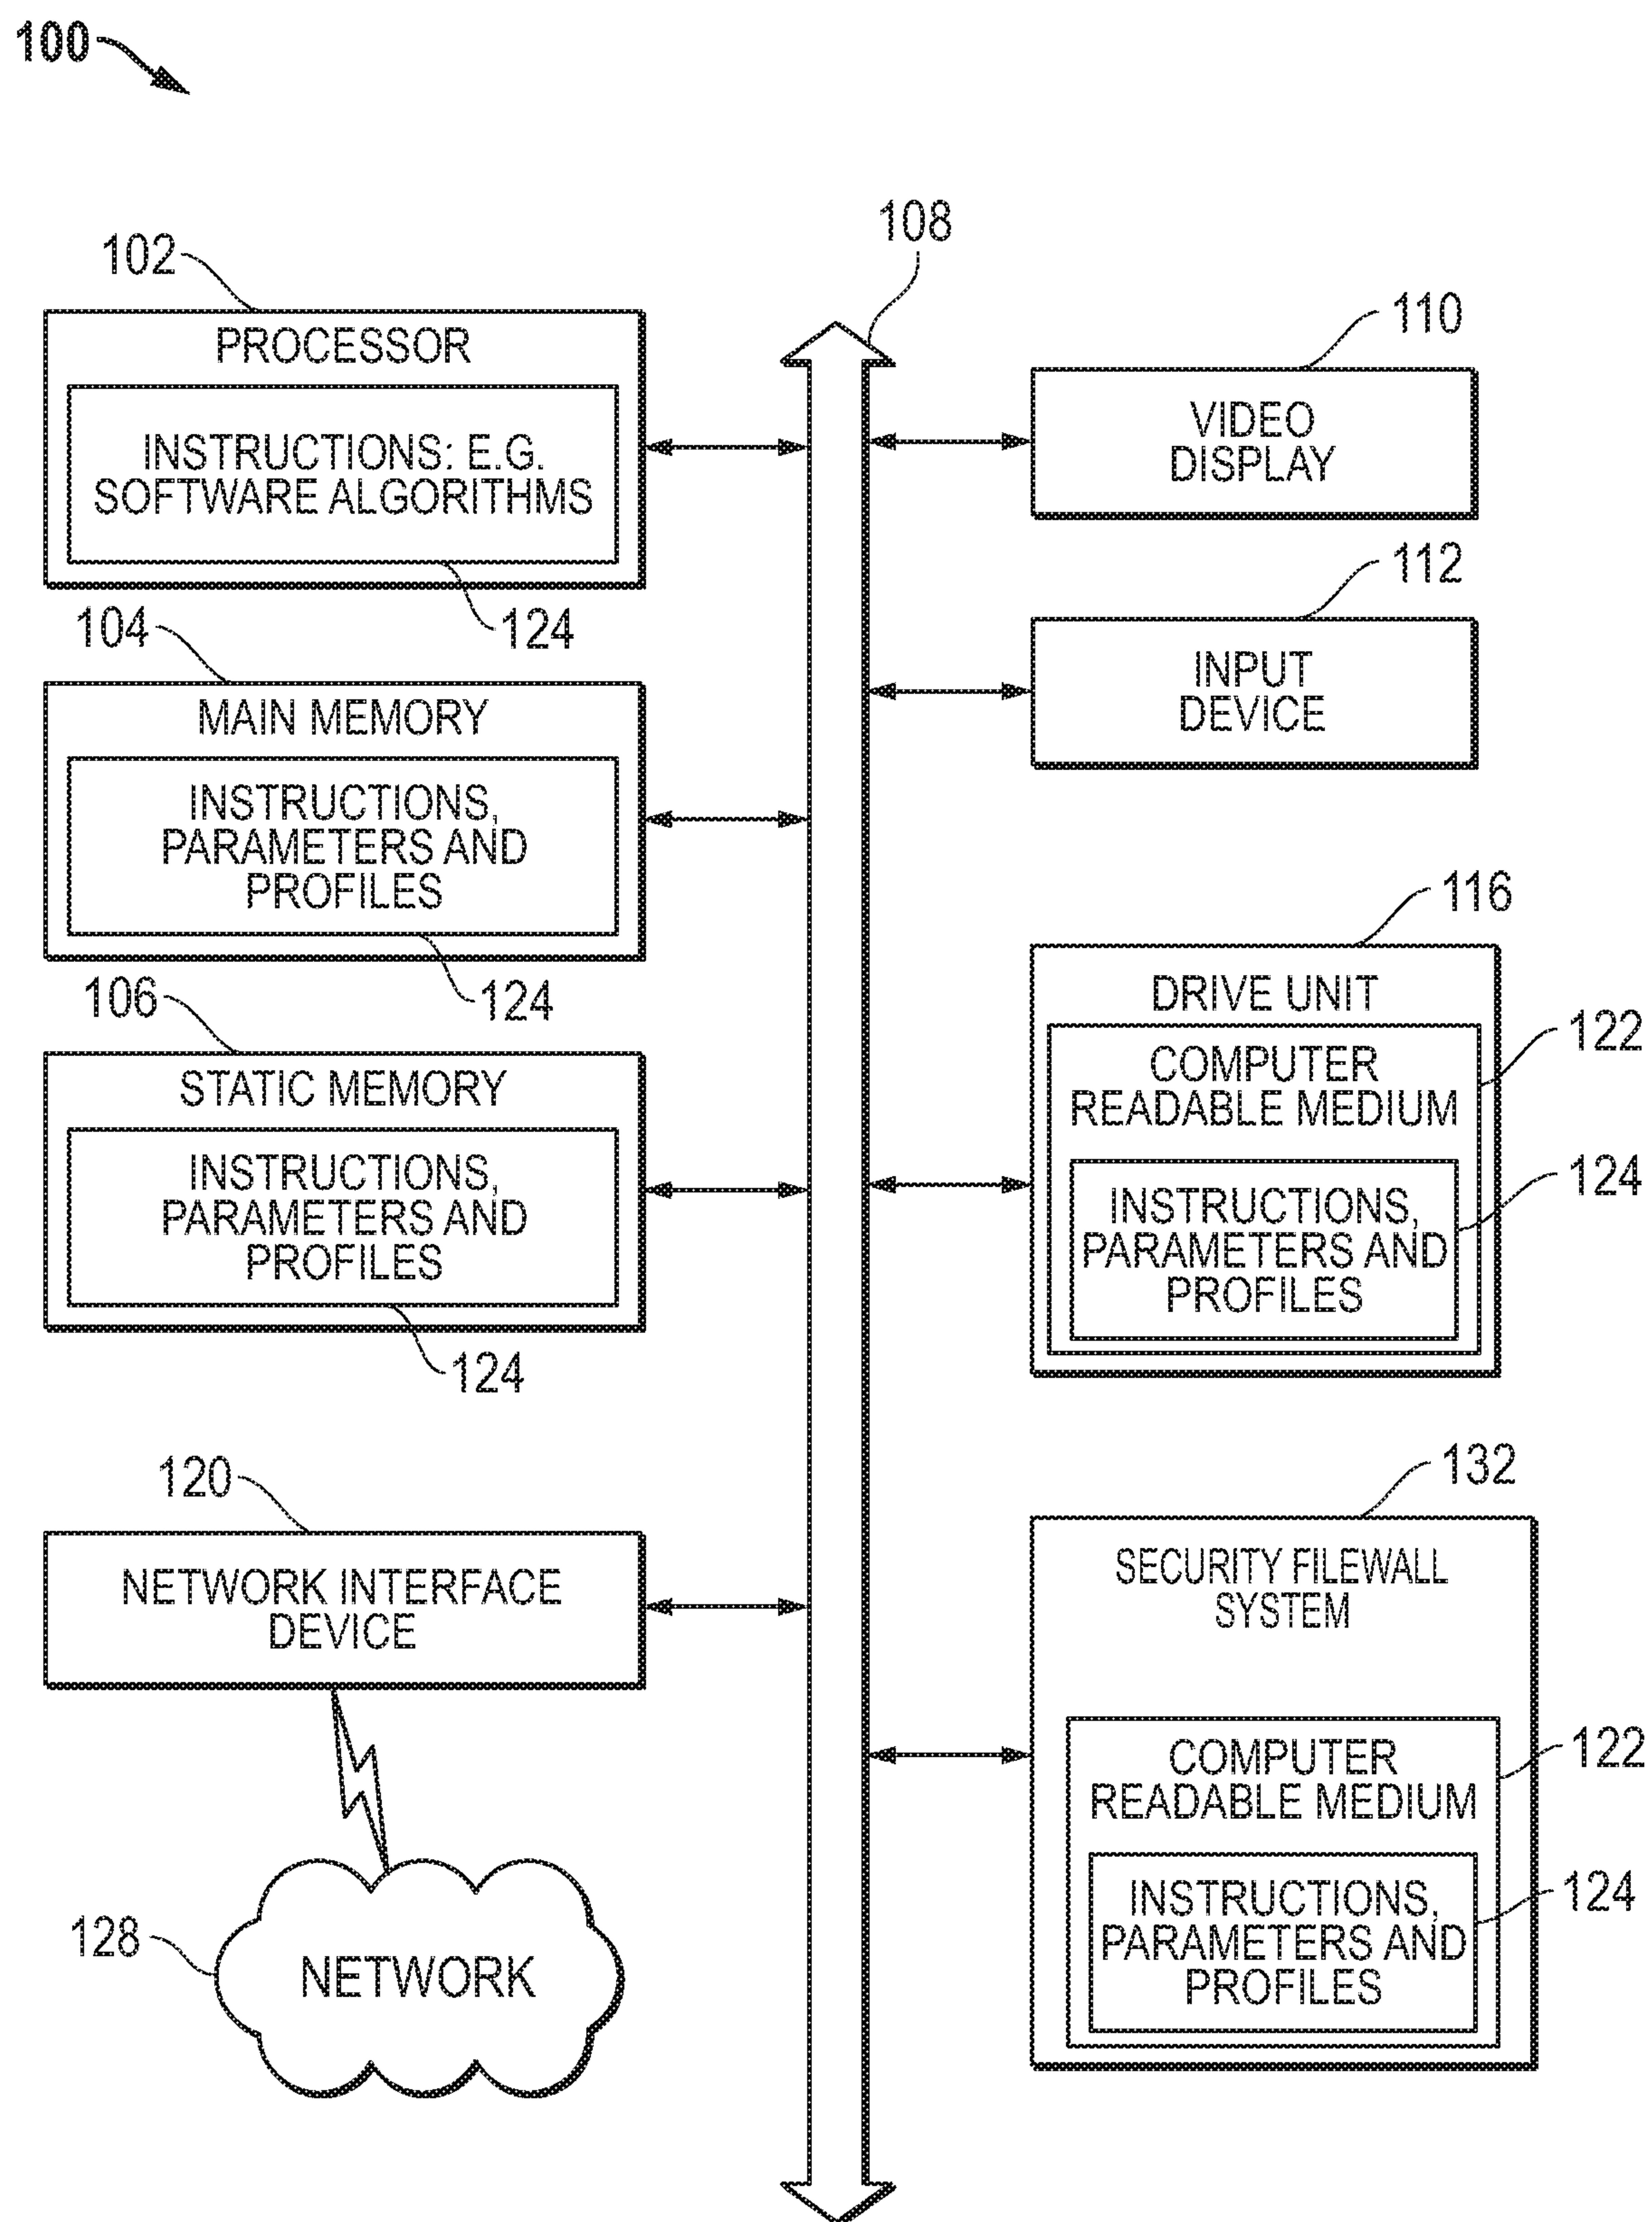 100
108
102
PROCESSOR
INSTRUCTIONS: E.G.
SOFTWARE ALGORITHMS
124
104
MAIN MEMORY
INSTRUCTIONS,
PARAMETERS AND
PROFILES
124
106
STATIC MEMORY
INSTRUCTIONS,
PARAMETERS AND
PROFILES
124
120
NETWORK INTERFACE
DEVICE
128
NETWORK
110
VIDEO
DISPLAY
112
INPUT
DEVICE
116
DRIVE UNIT
122
COMPUTER
READABLE MEDIUM
124
INSTRUCTIONS,
PARAMETERS AND
PROFILES
132
SECURITY FILEWALL
SYSTEM
122
COMPUTER
READABLE MEDIUM
124
INSTRUCTIONS,
PARAMETERS AND
PROFILES